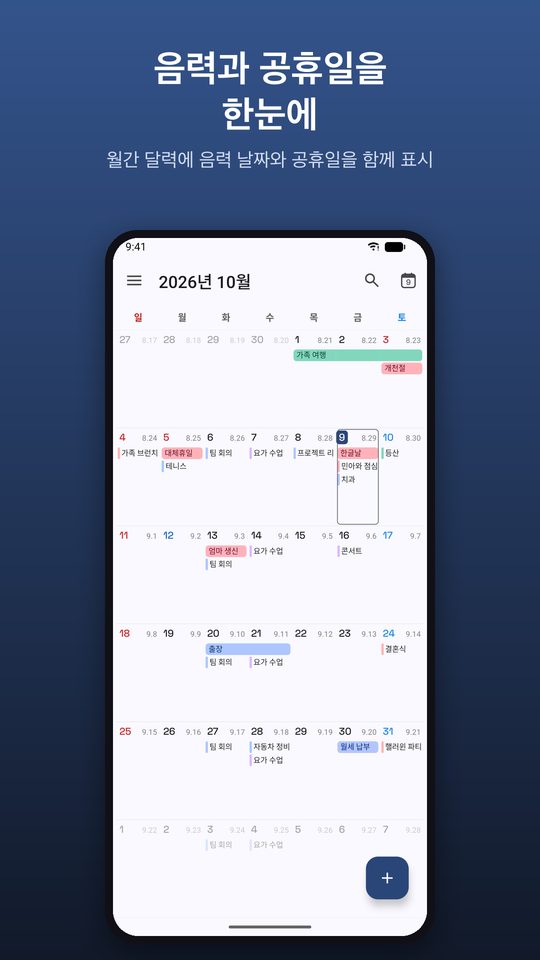 음력과 공휴일을
한눈에
월간 달력에 음력 날짜와 공휴일을 함께 표시
9:41
2026년 10월
9
일 월 화 수 목 금 토
27 8.17 28 8.18 29 8.19 30 8.20 1 8.21 2 8.22 3 8.23
가족 여행
개천절
4 8.24 5 8.25 6 8.26 7 8.27 8 8.28 9 8.29 10 8.30
가족 브런치 대체휴일 팀 회의 요가 수업 프로젝트 리 한글날 등산
테니스 민아와 점심
치과
11 9.1 12 9.2 13 9.3 14 9.4 15 9.5 16 9.6 17 9.7
엄마 생신 요가 수업 콘서트
팀 회의
18 9.8 19 9.9 20 9.10 21 9.11 22 9.12 23 9.13 24 9.14
출장 결혼식
팀 회의 요가 수업
25 9.15 26 9.16 27 9.17 28 9.18 29 9.19 30 9.20 31 9.21
팀 회의 자동차 정비 월세 납부 핼러윈 파티
요가 수업
1 9.22 2 9.23 3 9.24 4 9.25 5 9.26 6 9.27 7 9.28
팀 회의 요가 수업
+